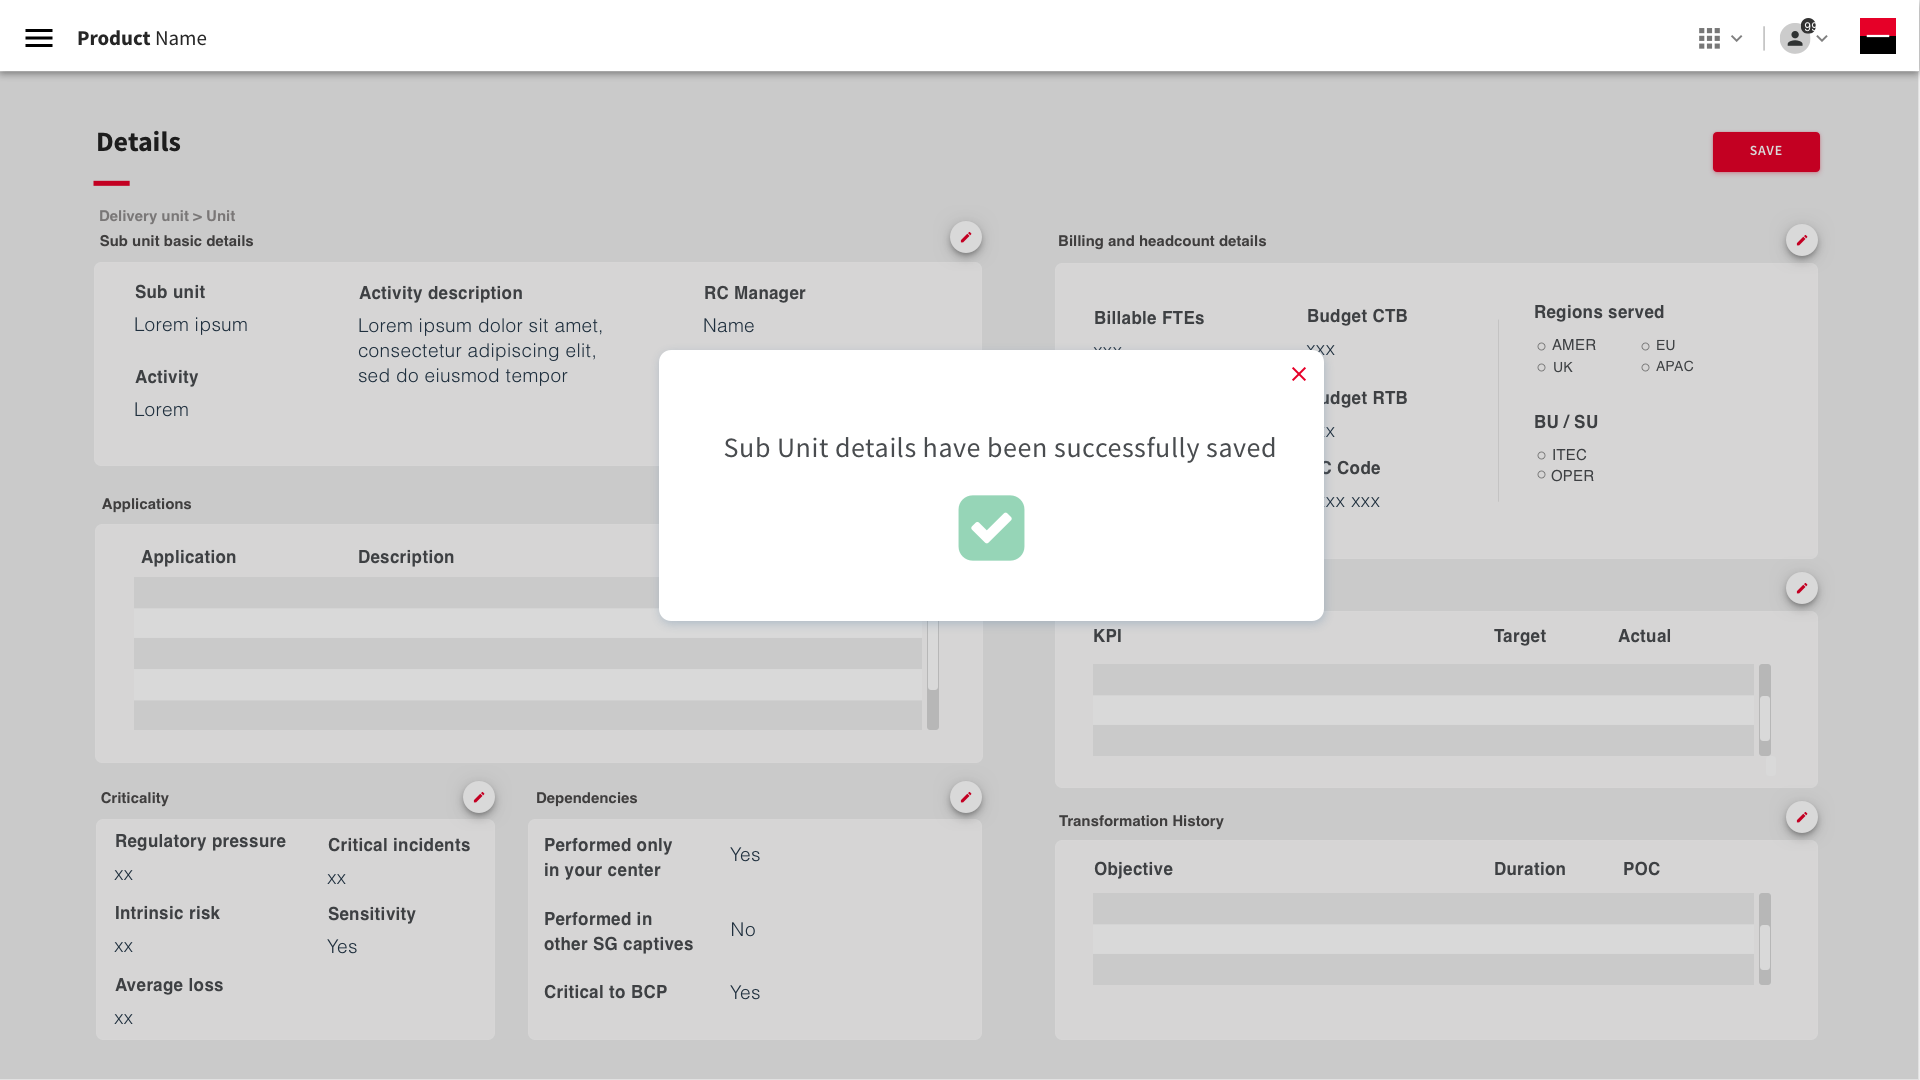 Product Name
99
Details
SAVE
Delivery unit > Unit
Sub unit basic details
Sub unit
Lorem ipsum
Activity
Lorem
Activity description
Lorem ipsum dolor sit amet,
consectetur adipiscing elit,
sed do eiusmod tempor
RC Manager
Name
Billing and headcount details
Billable FTEs
xxx
Budget CTB
xxx
udget RTB
xx
C Code
xx xxx
Regions served
AMER
EU
UK
APAC
BU / SU
ITEC
OPER
Sub Unit details have been successfully saved
Applications
Application
Description
KPI
Target
Actual
Criticality
Regulatory pressure
xx
Critical incidents
xx
Intrinsic risk
xx
Sensitivity
Yes
Average loss
xx
Dependencies
Performed only
in your center
Yes
Performed in
other SG captives
No
Critical to BCP
Yes
Transformation History
Objective
Duration
POC